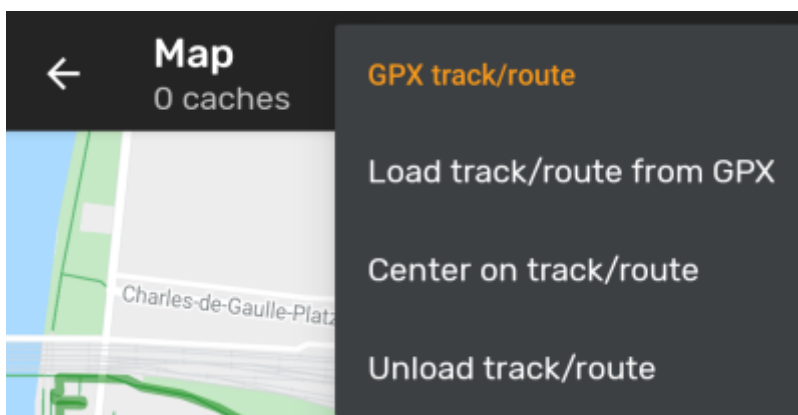 Map
0 caches
GPX track/route
Load track/route from GPX
Center on track/route
Unload track/route
Charles-de-Gaulle-Platz